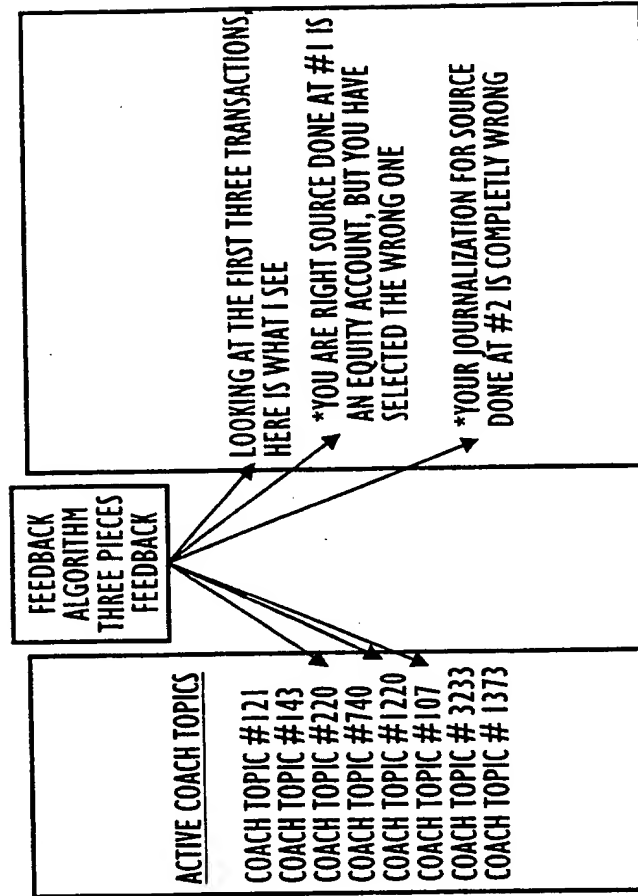 ACTIVE COACH TOPICS
COACH TOPIC #121
COACH TOPIC #143
COACH TOPIC #220
COACH TOPIC #740
COACH TOPIC #1220
COACH TOPIC #107
COACH TOPIC # 3233
COACH TOPIC # 1373
FEEDBACK
ALGORITHM
THREE PIECES
FEEDBACK
LOOKING AT THE FIRST THREE TRANSACTIONS,
HERE IS WHAT I SEE
*YOU ARE RIGHT SOURCE DONE AT #1 IS
AN EQUITY ACCOUNT, BUT YOU HAVE
SELECTED THE WRONG ONE
*YOUR JOURNALIZATION FOR SOURCE
DONE AT #2 IS COMPLETLY WRONG